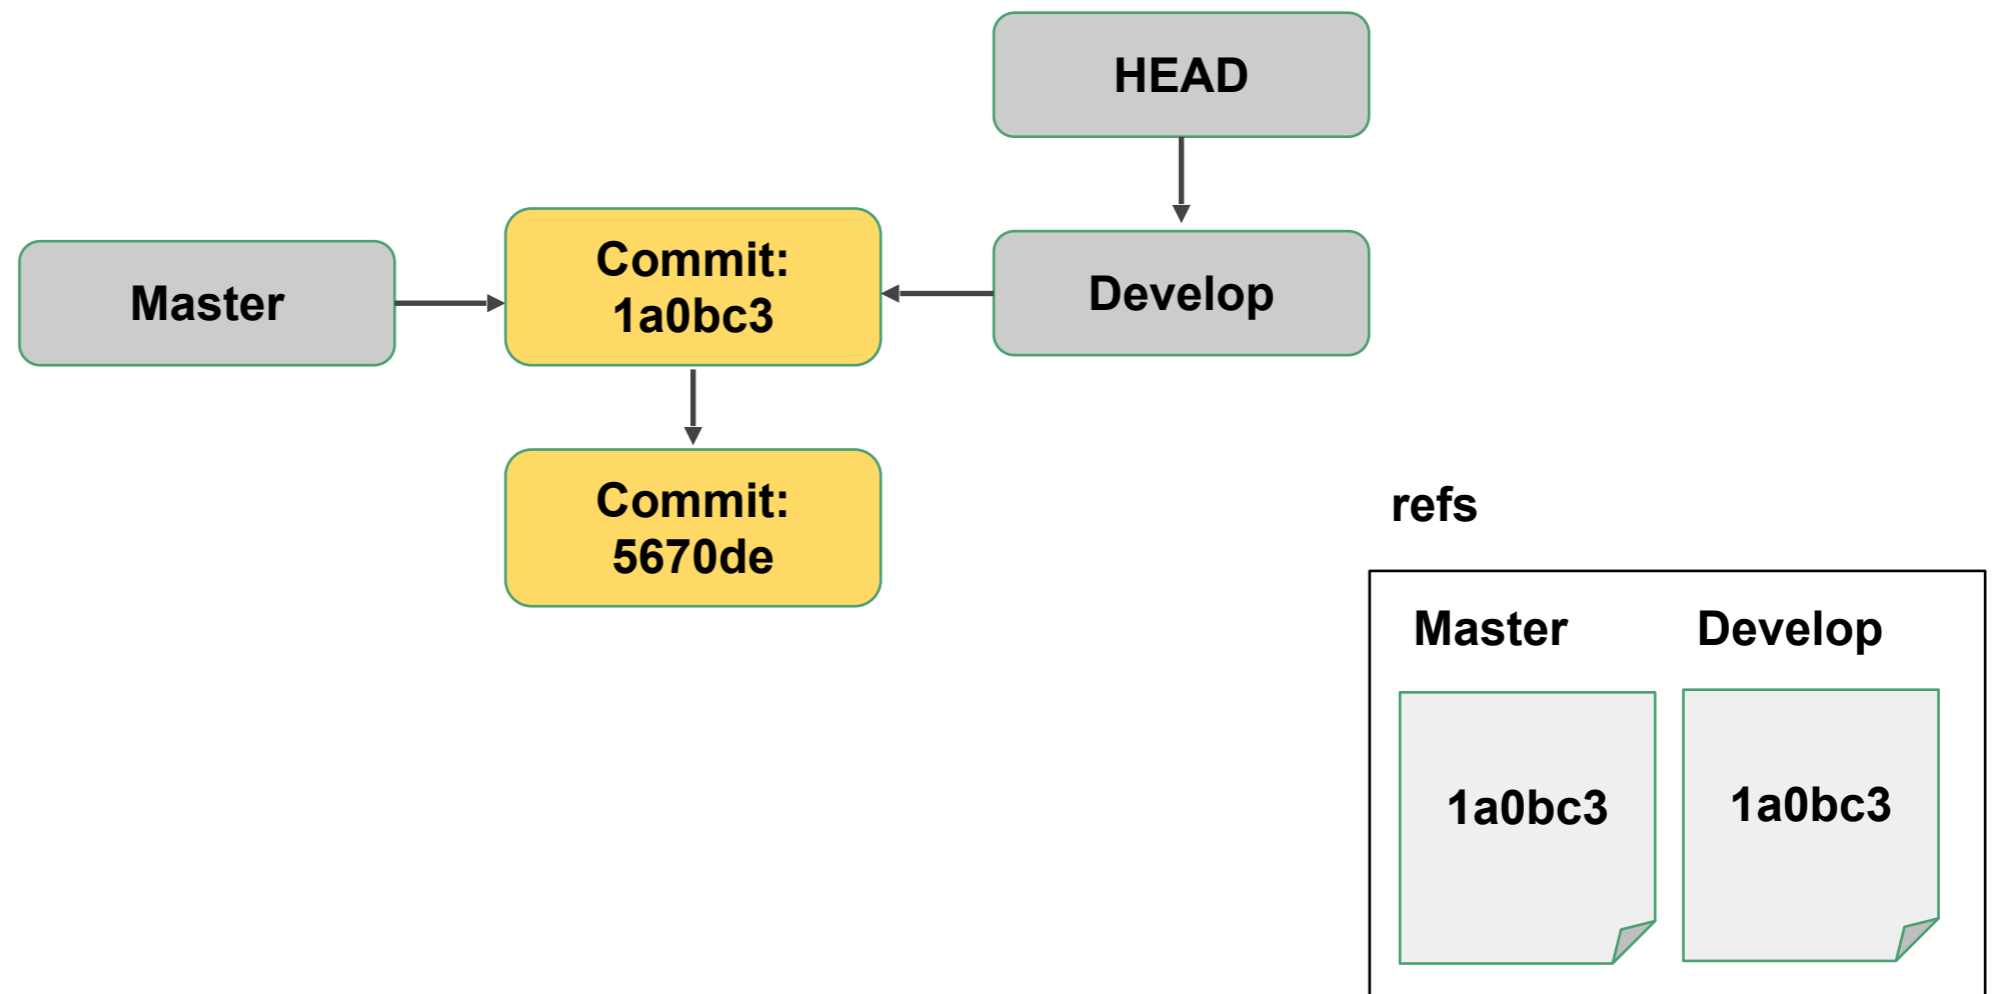 HEAD
Commit:
1a0bc3
Master
Develop
Commit:
5670de
refs
Master
Develop
1a0bc3
1a0bc3